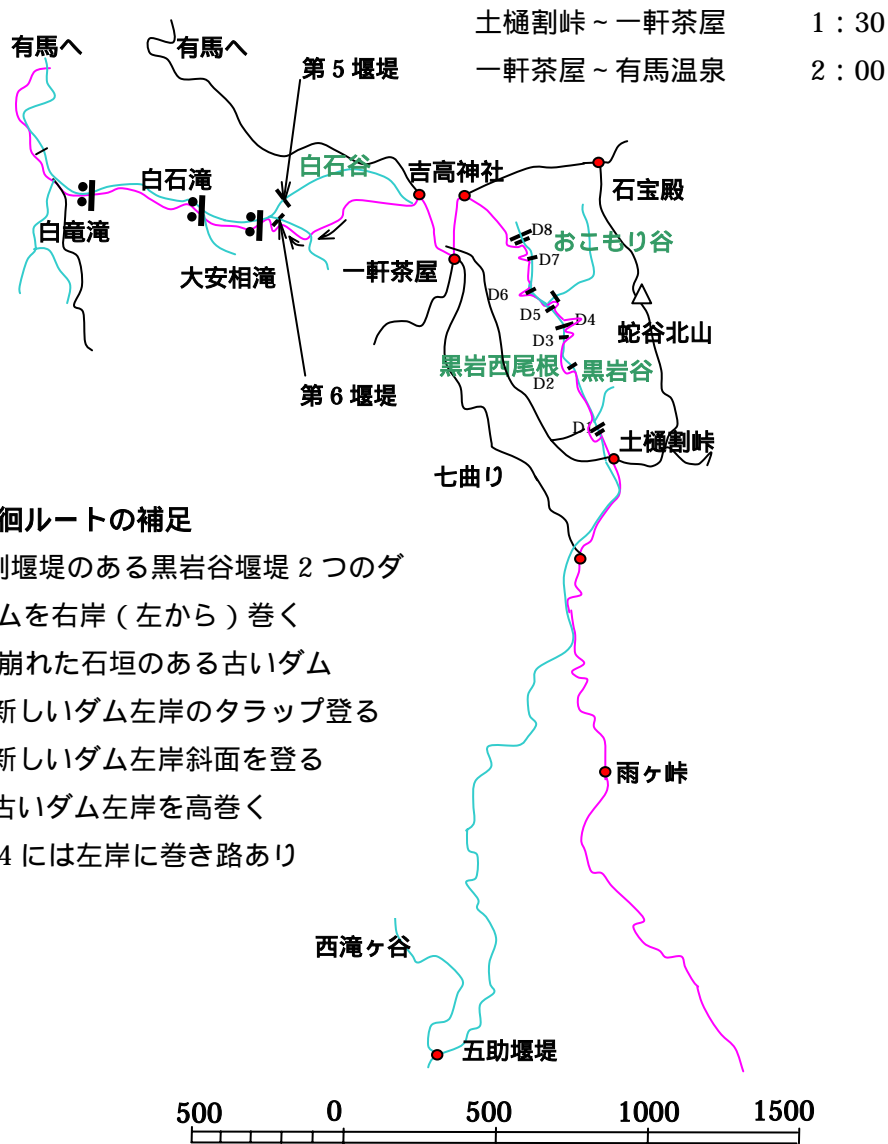 土樋割峠～一軒茶屋 1：30
一軒茶屋～有馬温泉 2：00
有馬へ
有馬へ
第5堰堤
白石谷
吉高神社
石宝殿
白石滝
白竜滝
大安相滝
一軒茶屋
D8
おこもり谷
D7
D6
D5
D4
D3
蛇谷北山
黒岩西尾根
黒岩谷
D2
第6堰堤
D1
土樋割峠
七曲り
徊ルートの補足
割堰堤のある黒岩谷堰堤2つのダ
ムを右岸（左から）巻く
崩れた石垣のある古いダム
新しいダム左岸のタラップ登る
新しいダム左岸斜面を登る
古いダム左岸を高巻く
4には左岸に巻き路あり
雨ヶ峠
西滝ヶ谷
五助堰堤
500 0 500 1000 1500